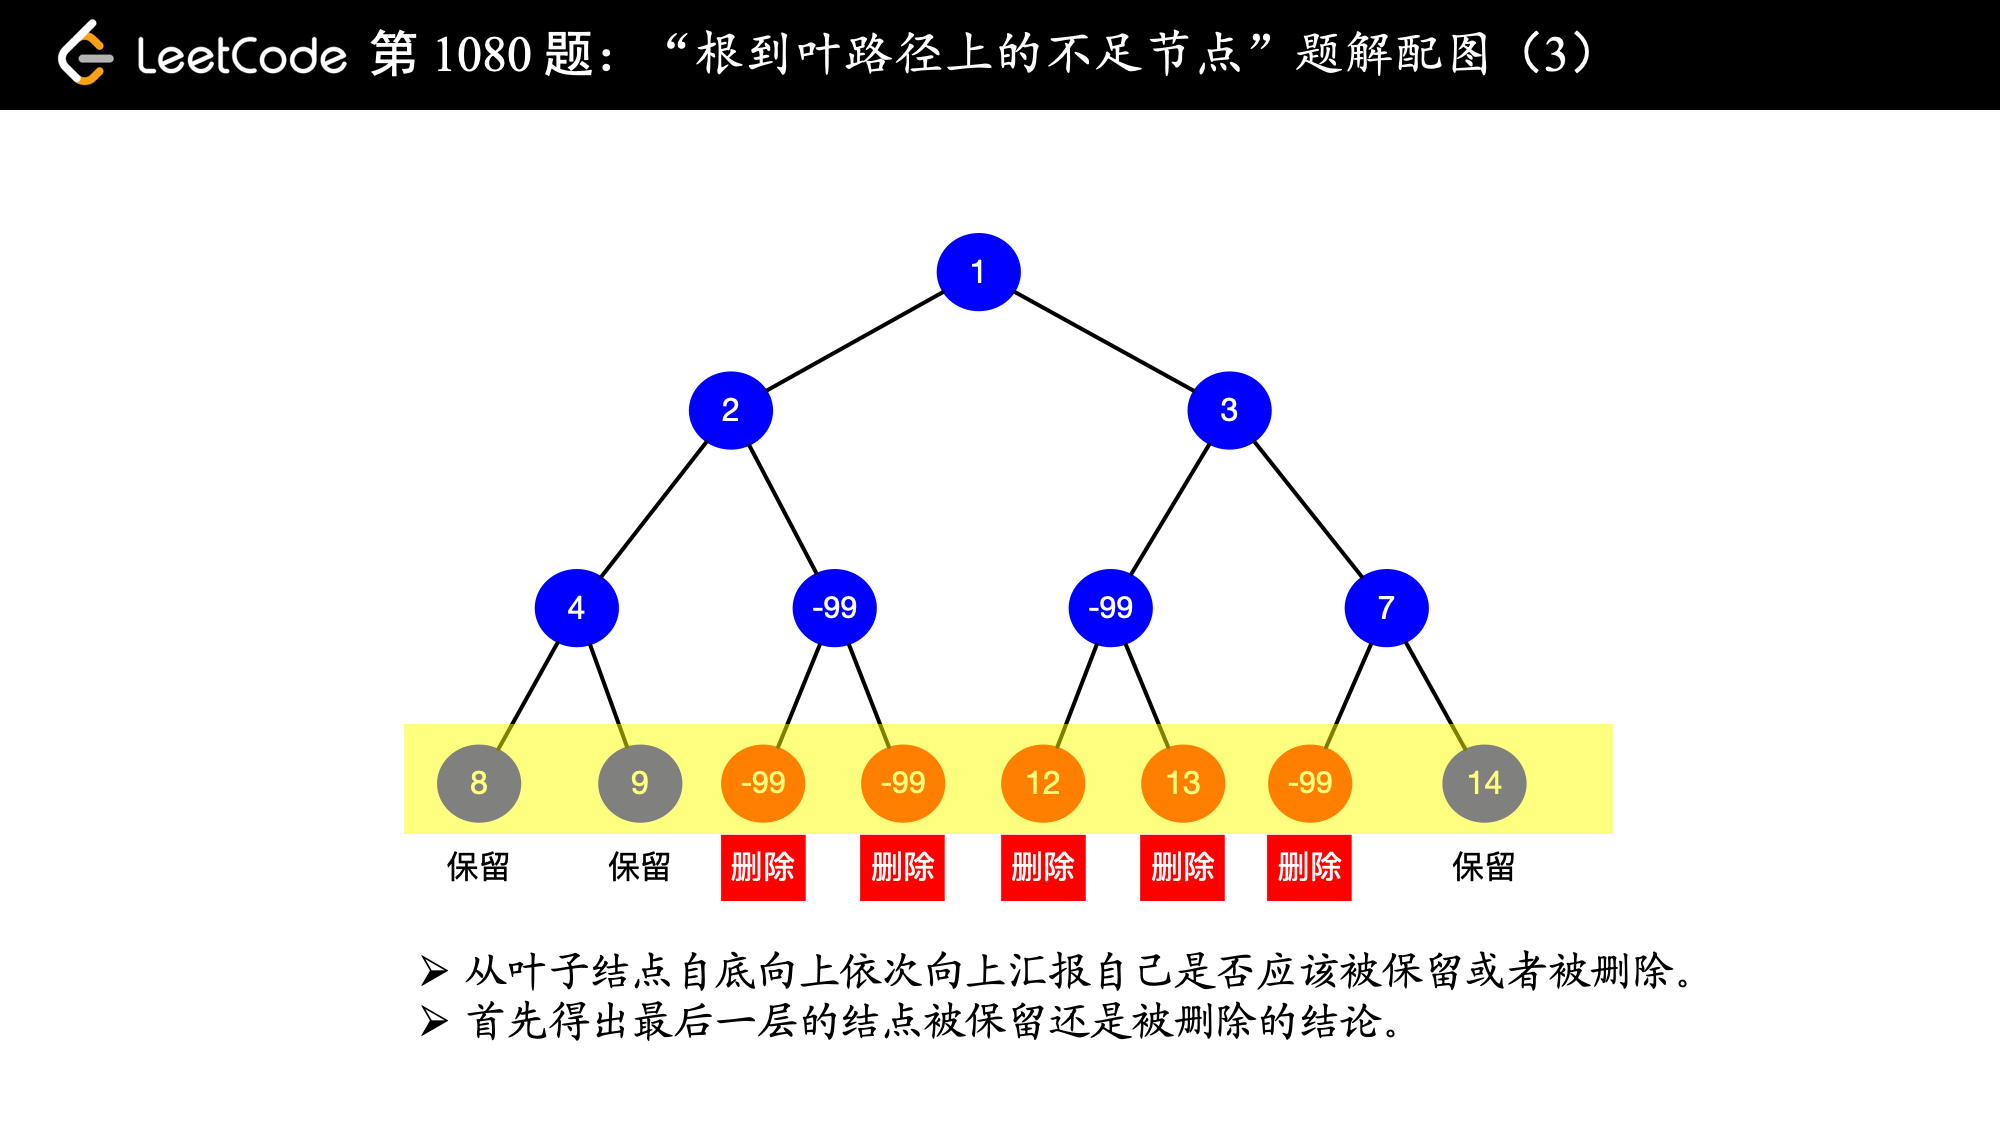 LeetCode 第 1080 题：“根到叶路径上的不足节点”题解配图（3）
1
2 3
4 -99 -99 7
8 9 -99 -99 12 13 -99 14
保留 保留 删除 删除 删除 删除 删除 保留
➢ 从叶子结点自底向上依次向上汇报自己是否应该被保留或者被删除。
➢ 首先得出最后一层的结点被保留还是被删除的结论。